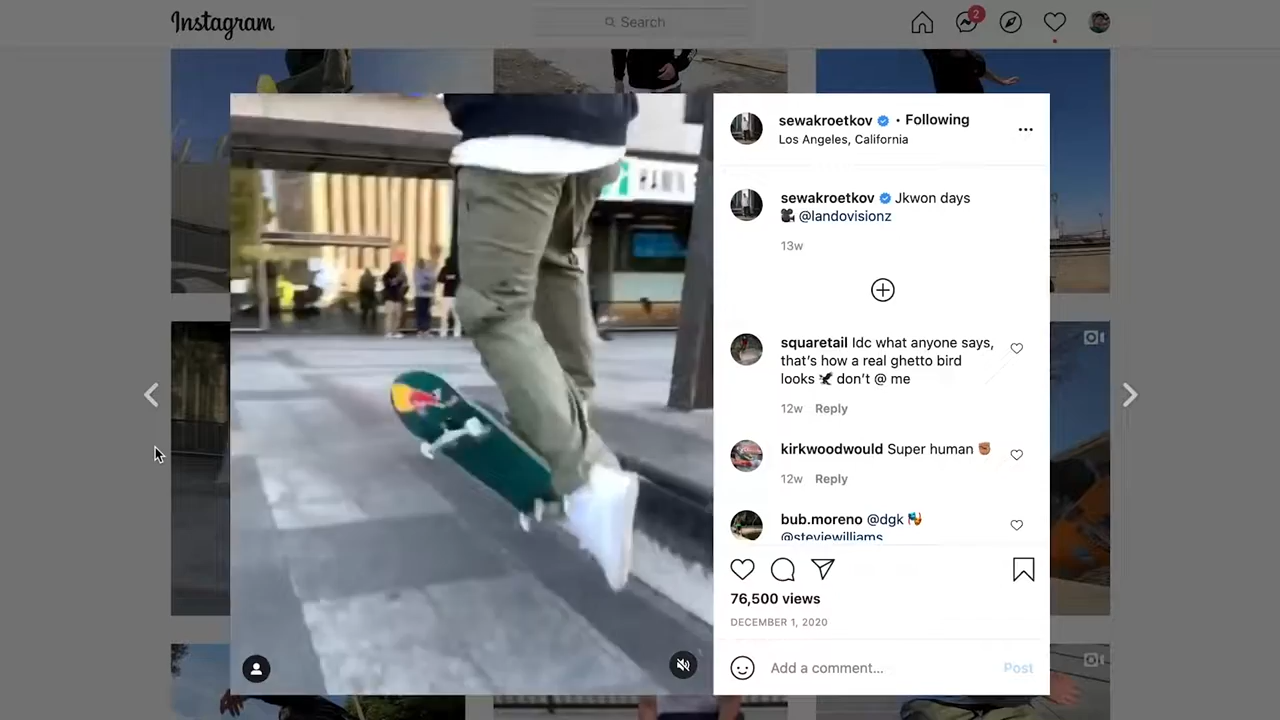 Instagram
Search
2
sewakroetkov • Following
Los Angeles, California
sewakroetkov Jkwon days
🎥 @landovisionz
13w
squaretail Idc what anyone says,
that's how a real ghetto bird
looks 🦅 don't @ me
12w Reply
kirkwoodwould Super human ✊🏾
12w Reply
bub.moreno @dgk
@steviewilliams
76,500 views
DECEMBER 1, 2020
Add a comment...
Post